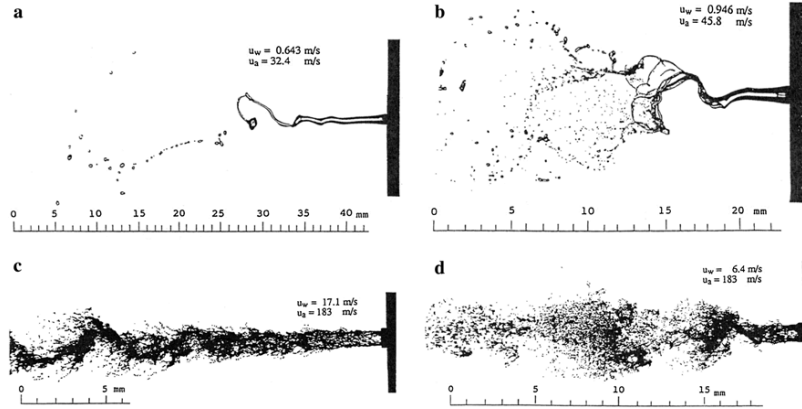 a
u_w = 0.643 m/s
u_a = 32.4 m/s
0 5 10 15 20 25 30 35 40 mm
b
u_w = 0.946 m/s
u_a = 45.8 m/s
0 5 10 15 20 mm
c
u_w = 17.1 m/s
u_a = 183 m/s
0 5 mm
d
u_w = 6.4 m/s
u_a = 183 m/s
0 5 10 15 mm